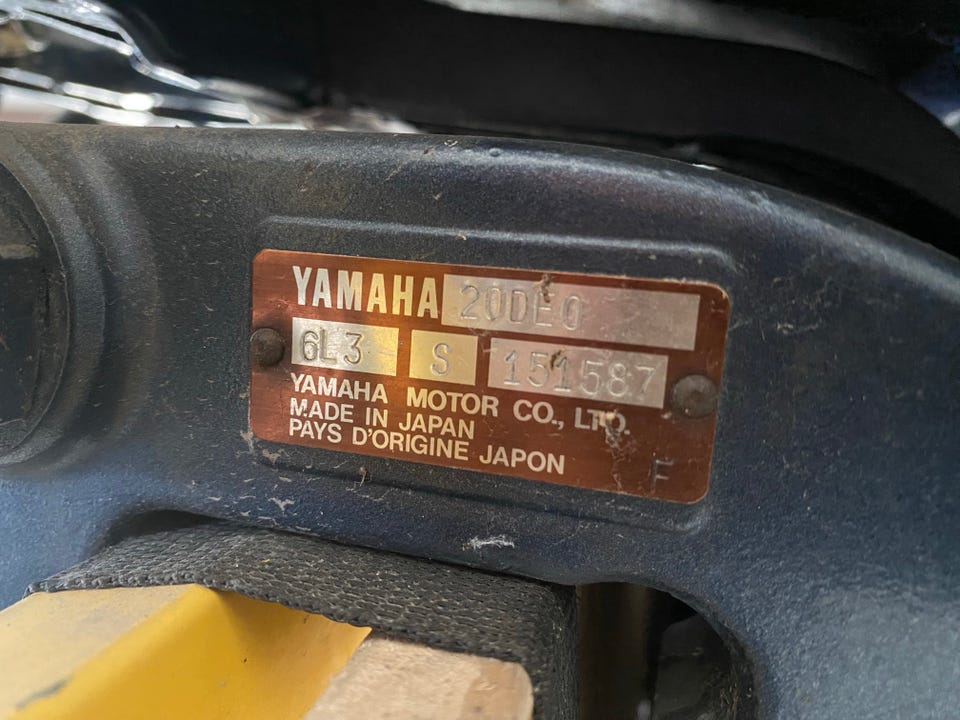 YAMAHA 20DEO
6L3 S 151587
YAMAHA MOTOR CO., LTD.
MADE IN JAPAN
PAYS D'ORIGINE JAPON
F